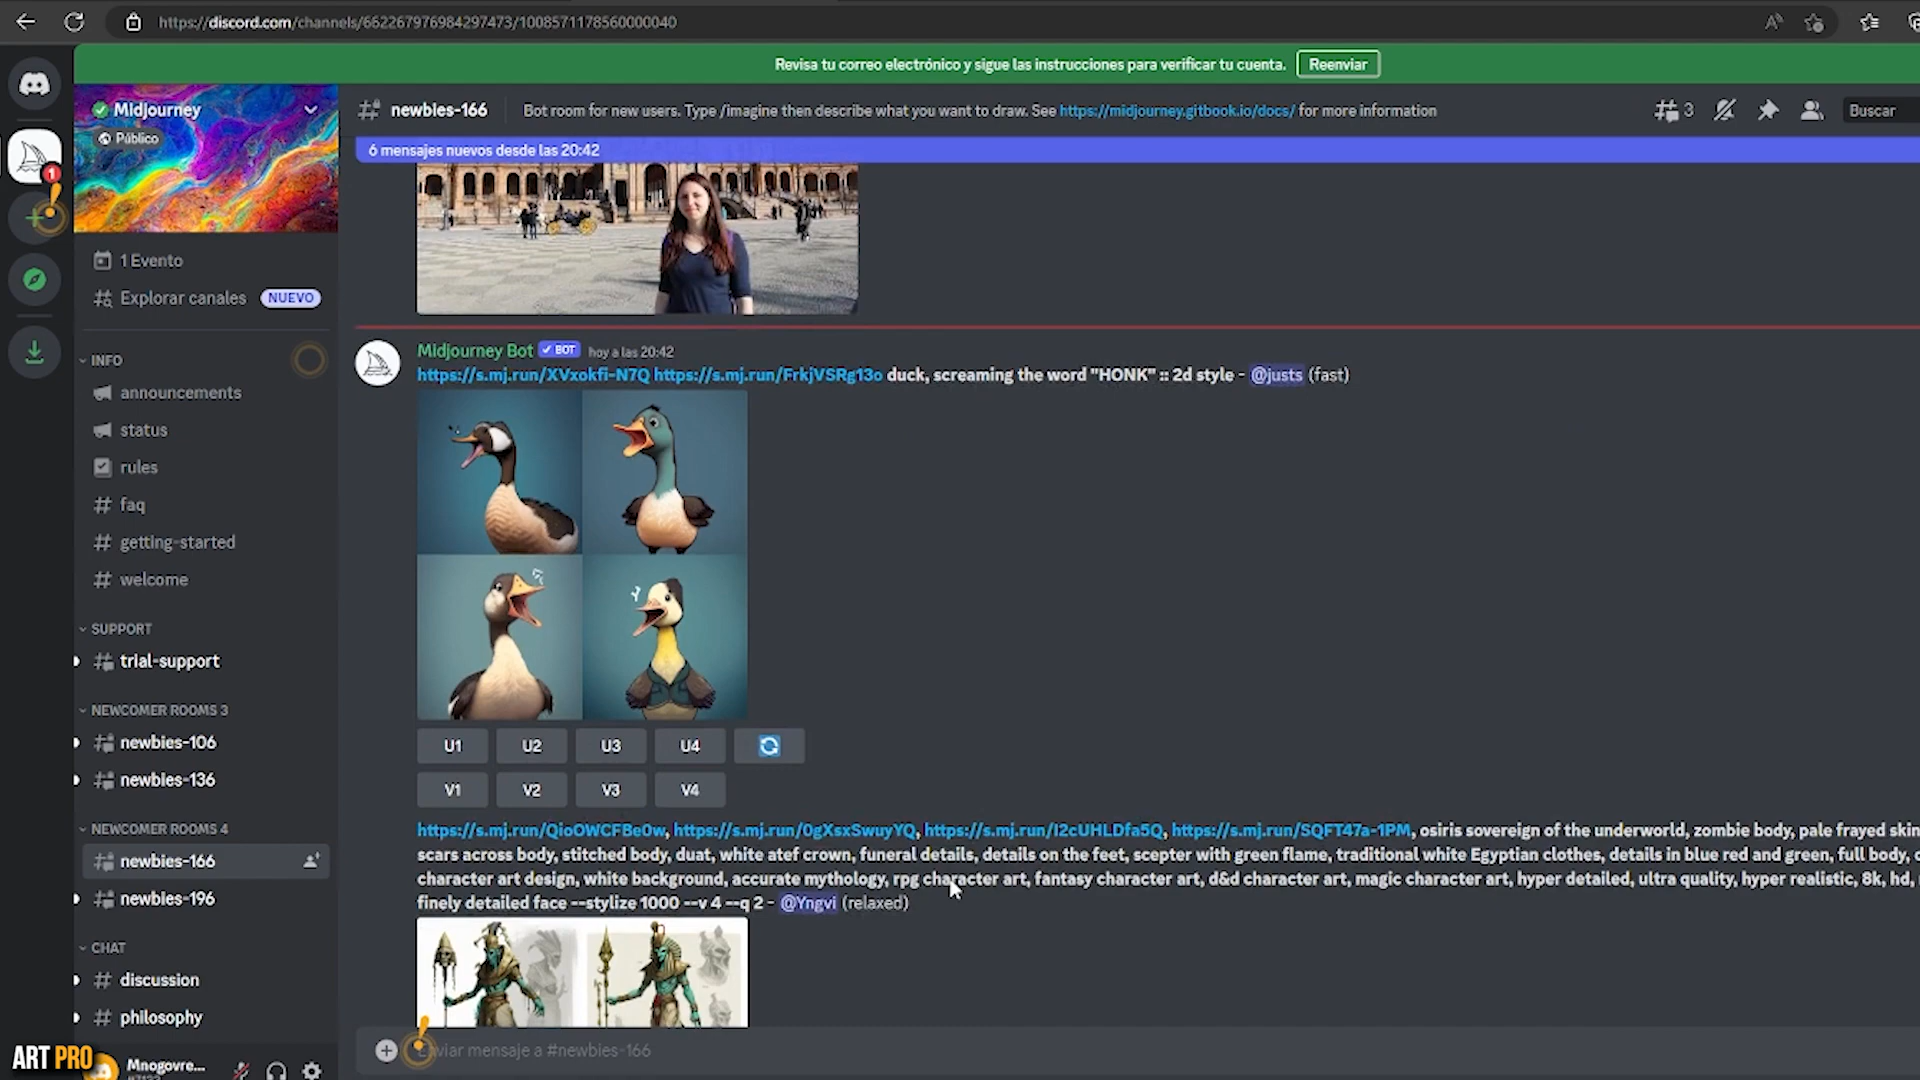 https://discord.com/channels/662267976984297473/1008571178560000040
Revisa tu correo electrónico y sigue las instrucciones para verificar tu cuenta. Reenviar
Midjourney
Público
newbies-166 Bot room for new users. Type /imagine then describe what you want to draw. See https://midjourney.gitbook.io/docs/ for more information 3 Buscar
6 mensajes nuevos desde las 20:42
1
1 Evento
Explorar canales NUEVO
INFO
announcements
status
rules
faq
getting-started
welcome
SUPPORT
trial-support
NEWCOMER ROOMS 3
newbies-106
newbies-136
NEWCOMER ROOMS 4
newbies-166
newbies-196
CHAT
discussion
philosophy
Mnogovre...
Midjourney Bot BOT hoy a las 20:42
https://s.mj.run/XVxokfi-N7Q https://s.mj.run/FrkjVSRg13o duck, screaming the word "HONK" :: 2d style - @justs (fast)
U1 U2 U3 U4
V1 V2 V3 V4
https://s.mj.run/QioOWCFBe0w, https://s.mj.run/0gXsxSwuyYQ, https://s.mj.run/I2cUHLDfa5Q, https://s.mj.run/SQFT47a-1PM, osiris sovereign of the underworld, zombie body, pale frayed skin
scars across body, stitched body, duat, white atef crown, funeral details, details on the feet, scepter with green flame, traditional white Egyptian clothes, details in blue red and green, full body,
character art design, white background, accurate mythology, rpg character art, fantasy character art, d&d character art, magic character art, hyper detailed, ultra quality, hyper realistic, 8k, hd,
finely detailed face --stylize 1000 --v 4 --q 2 - @Yngvi (relaxed)
Enviar mensaje a #newbies-166
ART PRO